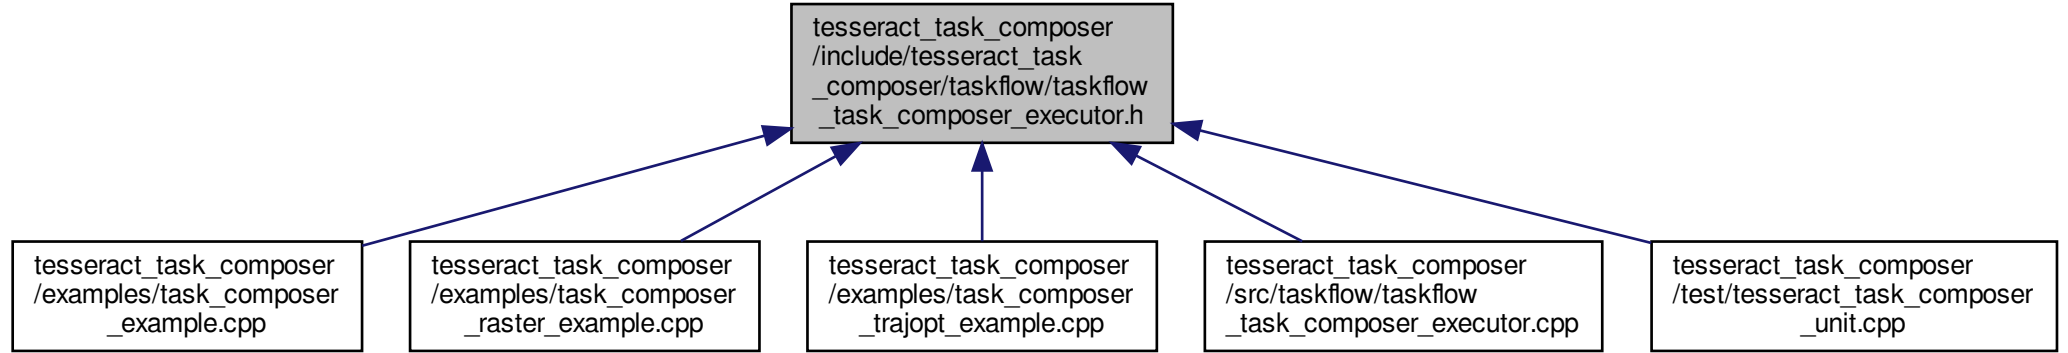 tesseract_task_composer
/include/tesseract_task
_composer/taskflow/taskflow
_task_composer_executor.h
tesseract_task_composer
/examples/task_composer
_example.cpp
tesseract_task_composer
/examples/task_composer
_raster_example.cpp
tesseract_task_composer
/examples/task_composer
_trajopt_example.cpp
tesseract_task_composer
/src/taskflow/taskflow
_task_composer_executor.cpp
tesseract_task_composer
/test/tesseract_task_composer
_unit.cpp